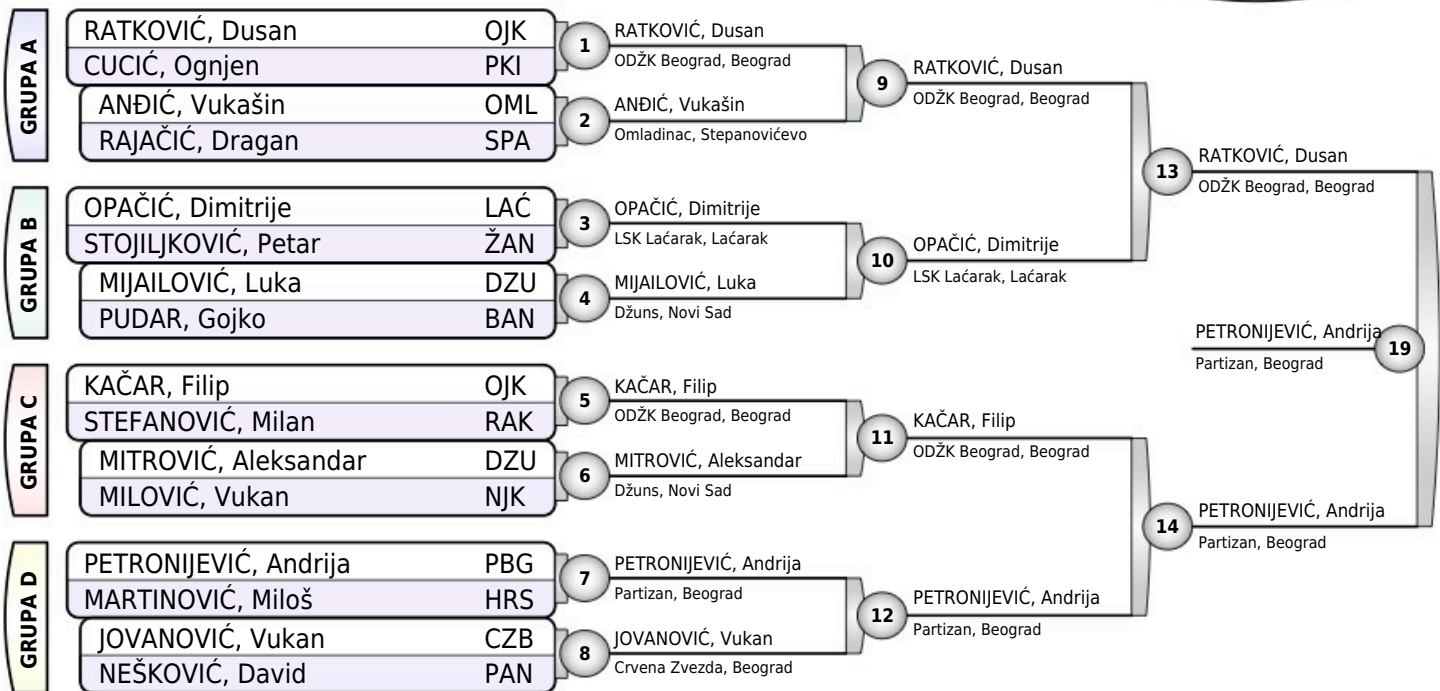 GRUPA A
RATKOVIĆ, Dusan OJK
CUCIĆ, Ognjen PKI
ANĐIĆ, Vukašin OML
RAJAČIĆ, Dragan SPA
GRUPA B
OPAČIĆ, Dimitrije LAĆ
STOJILJKOVIĆ, Petar ŽAN
MIJAILOVIĆ, Luka DZU
PUDAR, Gojko BAN
GRUPA C
KAČAR, Filip OJK
STEFANOVIĆ, Milan RAK
MITROVIĆ, Aleksandar DZU
MILOVIĆ, Vukan NJK
GRUPA D
PETRONIJEVIĆ, Andrija PBG
MARTINOVIĆ, Miloš HRS
JOVANOVIĆ, Vukan CZB
NEŠKOVIĆ, David PAN
1
RATKOVIĆ, Dusan
ODŽK Beograd, Beograd
2
ANĐIĆ, Vukašin
Omladinac, Stepanovićevo
3
OPAČIĆ, Dimitrije
LSK Laćarak, Laćarak
4
MIJAILOVIĆ, Luka
Džuns, Novi Sad
5
KAČAR, Filip
ODŽK Beograd, Beograd
6
MITROVIĆ, Aleksandar
Džuns, Novi Sad
7
PETRONIJEVIĆ, Andrija
Partizan, Beograd
8
JOVANOVIĆ, Vukan
Crvena Zvezda, Beograd
9
RATKOVIĆ, Dusan
ODŽK Beograd, Beograd
10
OPAČIĆ, Dimitrije
LSK Laćarak, Laćarak
11
KAČAR, Filip
ODŽK Beograd, Beograd
12
PETRONIJEVIĆ, Andrija
Partizan, Beograd
13
RATKOVIĆ, Dusan
ODŽK Beograd, Beograd
14
PETRONIJEVIĆ, Andrija
Partizan, Beograd
PETRONIJEVIĆ, Andrija
Partizan, Beograd
19